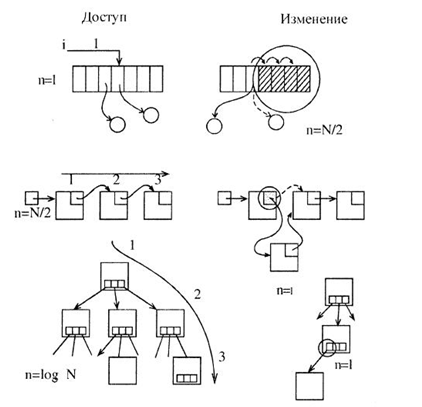 Доступ Изменение
i 1
n=1
n=N/2
1 2 3
n=N/2
n=1
1
2
3
n=log N
n=1